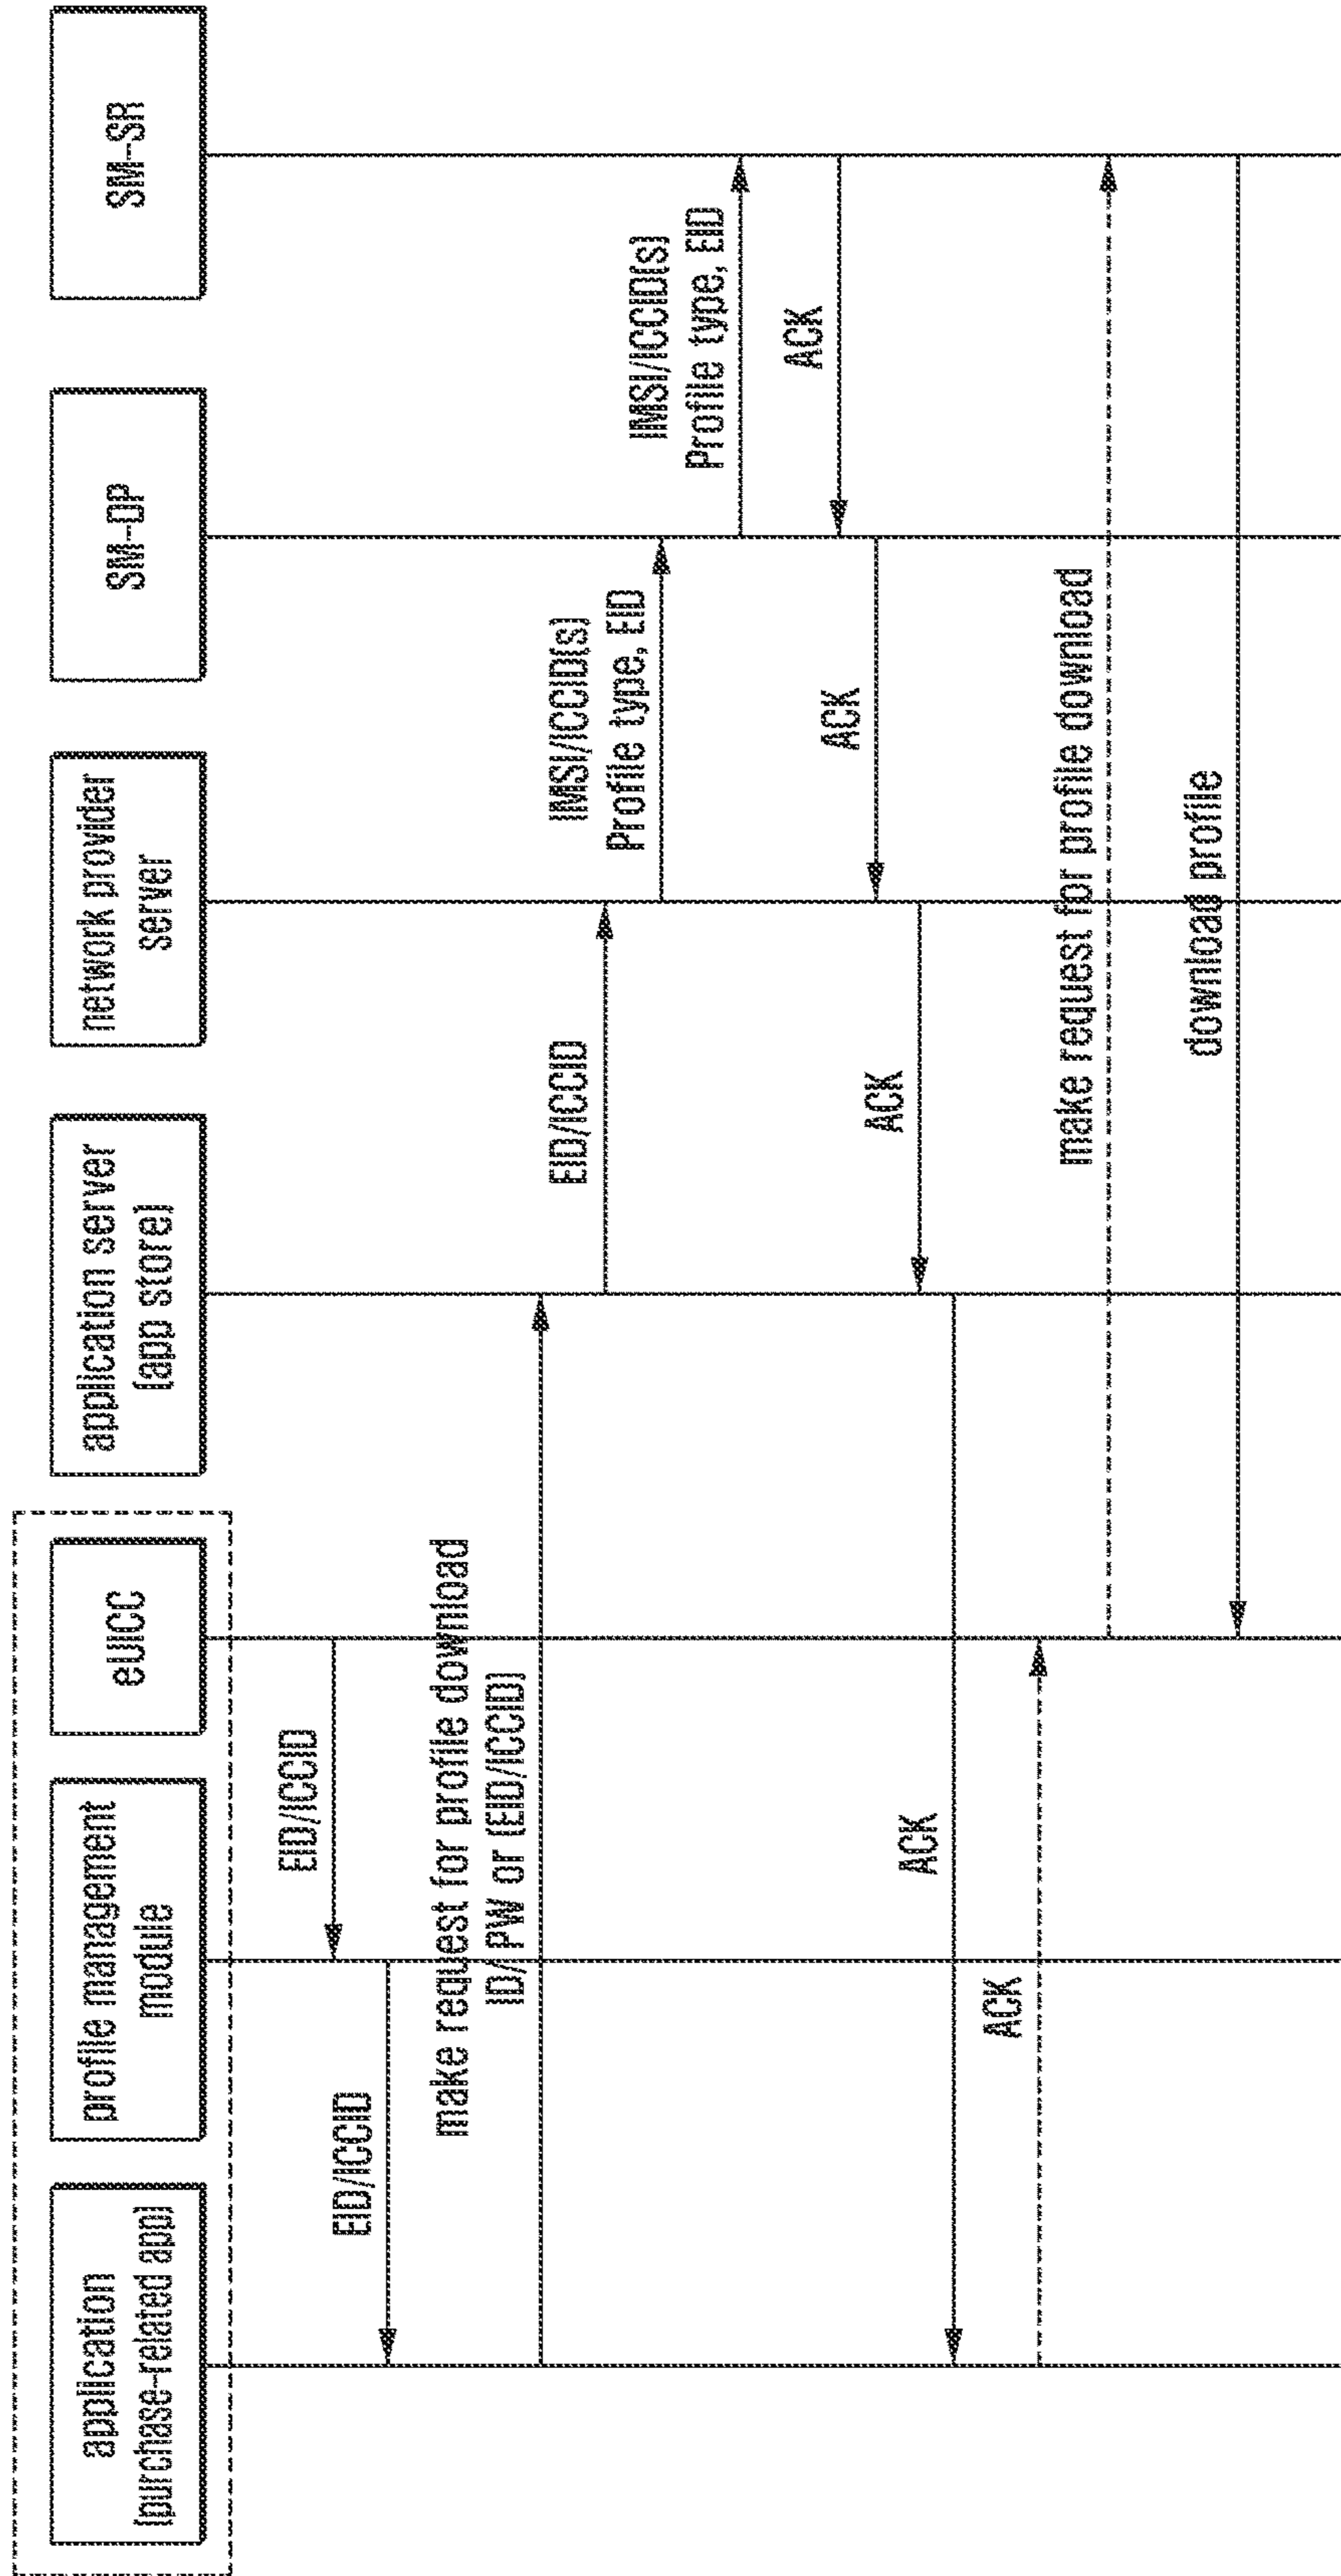 application
(purchase-related app)
profile management
module
eUICC
application server
(app store)
network provider
server
SM-DP
SM-SR
EID/ICCID
EID/ICCID
make request for profile download
ID/PW or (EID/ICCID)
EID/ICCID
IMSI/ICCID(s)
Profile type, EID
IMSI/ICCID(s)
Profile type, EID
ACK
ACK
ACK
ACK
ACK
make request for profile download
download profile